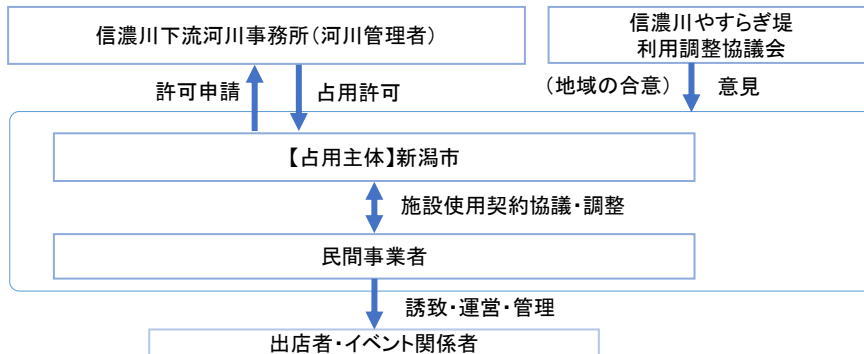 信濃川下流河川事務所(河川管理者)
信濃川やすらぎ堤
利用調整協議会
許可申請
占用許可
(地域の合意)
意見
【占用主体】新潟市
施設使用契約協議・調整
民間事業者
誘致・運営・管理
出店者・イベント関係者